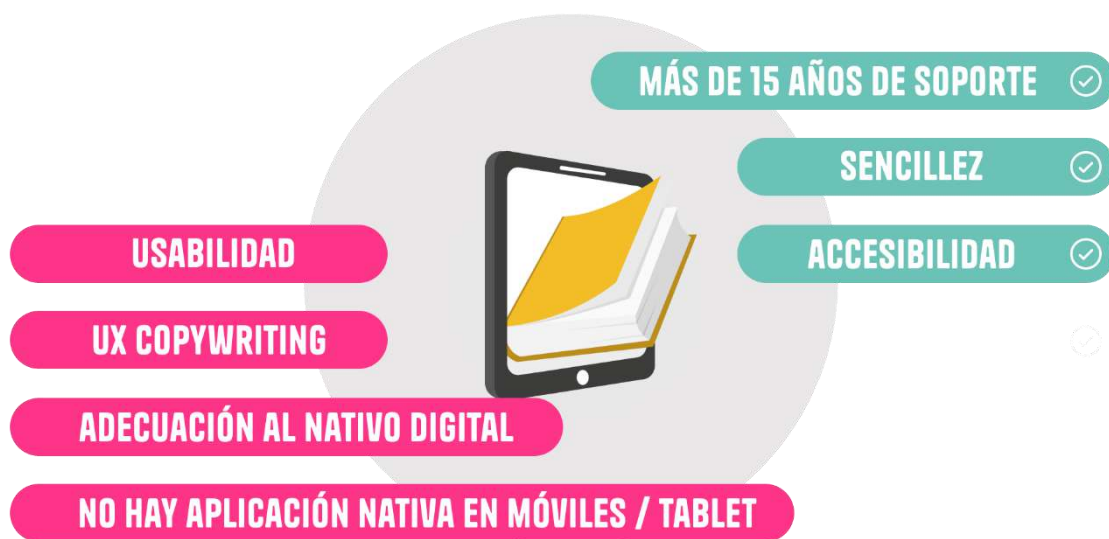 MÁS DE 15 AÑOS DE SOPORTE
SENCILLEZ
ACCESIBILIDAD
USABILIDAD
UX COPYWRITING
ADECUACIÓN AL NATIVO DIGITAL
NO HAY APLICACIÓN NATIVA EN MÓVILES / TABLET